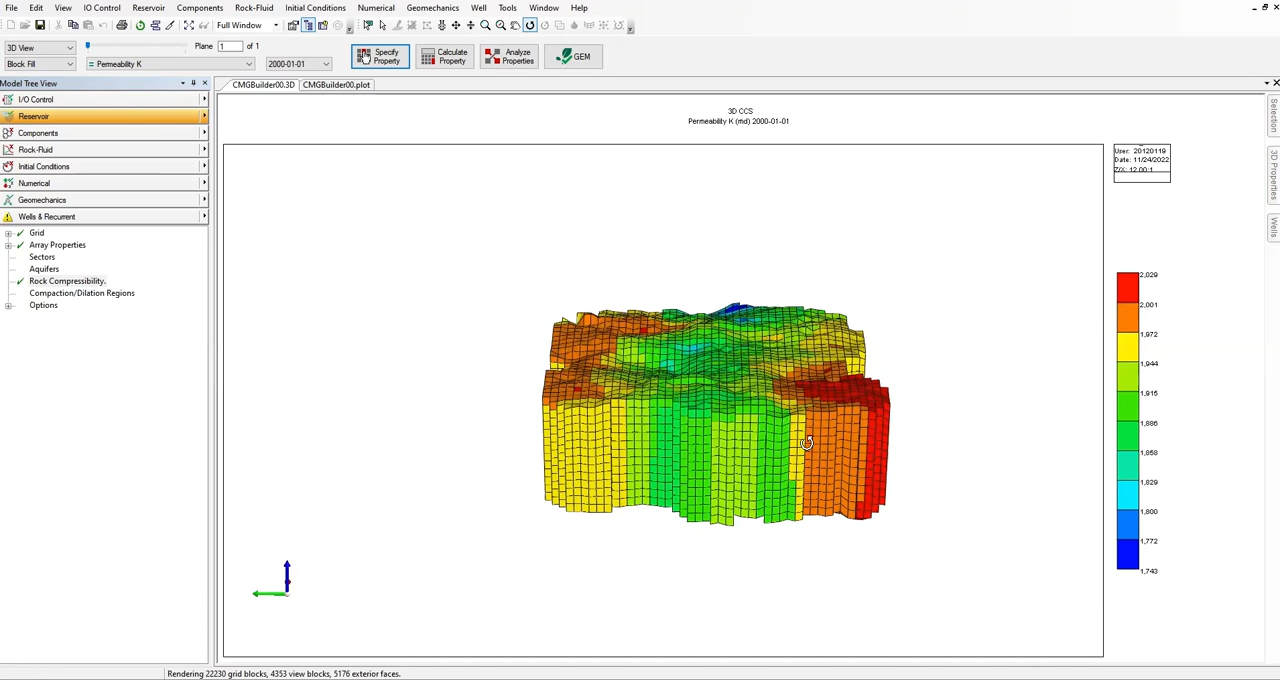 File Edit View IO Control Reservoir Components Rock-Fluid Initial Conditions Numerical Geomechanics Well Tools Window Help
Full Window
3D View
Plane 1 of 1
Block Fill
= Permeability K
2000-01-01
Specify Property
Calculate Property
Analyze Properties
GEM
Model Tree View
I/O Control
Reservoir
Components
Rock-Fluid
Initial Conditions
Numerical
Geomechanics
Wells & Recurrent
Grid
Array Properties
Sectors
Aquifers
Rock Compressibility.
Compaction/Dilation Regions
Options
CMGBuilder00.3D CMGBuilder00.plot
3D CCS
Permeability K (md) 2000-01-01
User: 20120119
Date: 11/24/2022
Z/X: 12.00:1
2,029
2,001
1,972
1,944
1,915
1,886
1,858
1,829
1,800
1,772
1,743
Selection
3D Properties
Wells
Rendering 22230 grid blocks, 4353 view blocks, 5176 exterior faces.